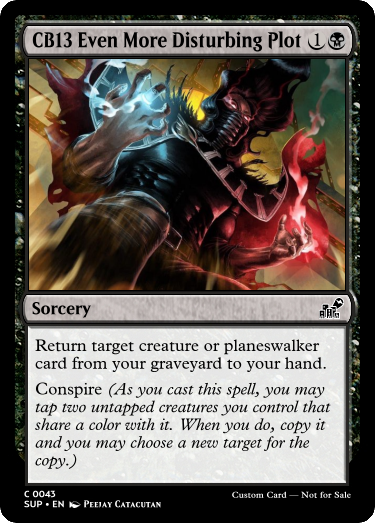 CB13 Even More Disturbing Plot 1
Sorcery
Return target creature or planeswalker
card from your graveyard to your hand.
Conspire (As you cast this spell, you may
tap two untapped creatures you control that
share a color with it. When you do, copy it
and you may choose a new target for the
copy.)
C 0043
SUP • EN Peejay Catacutan
Custom Card — Not for Sale